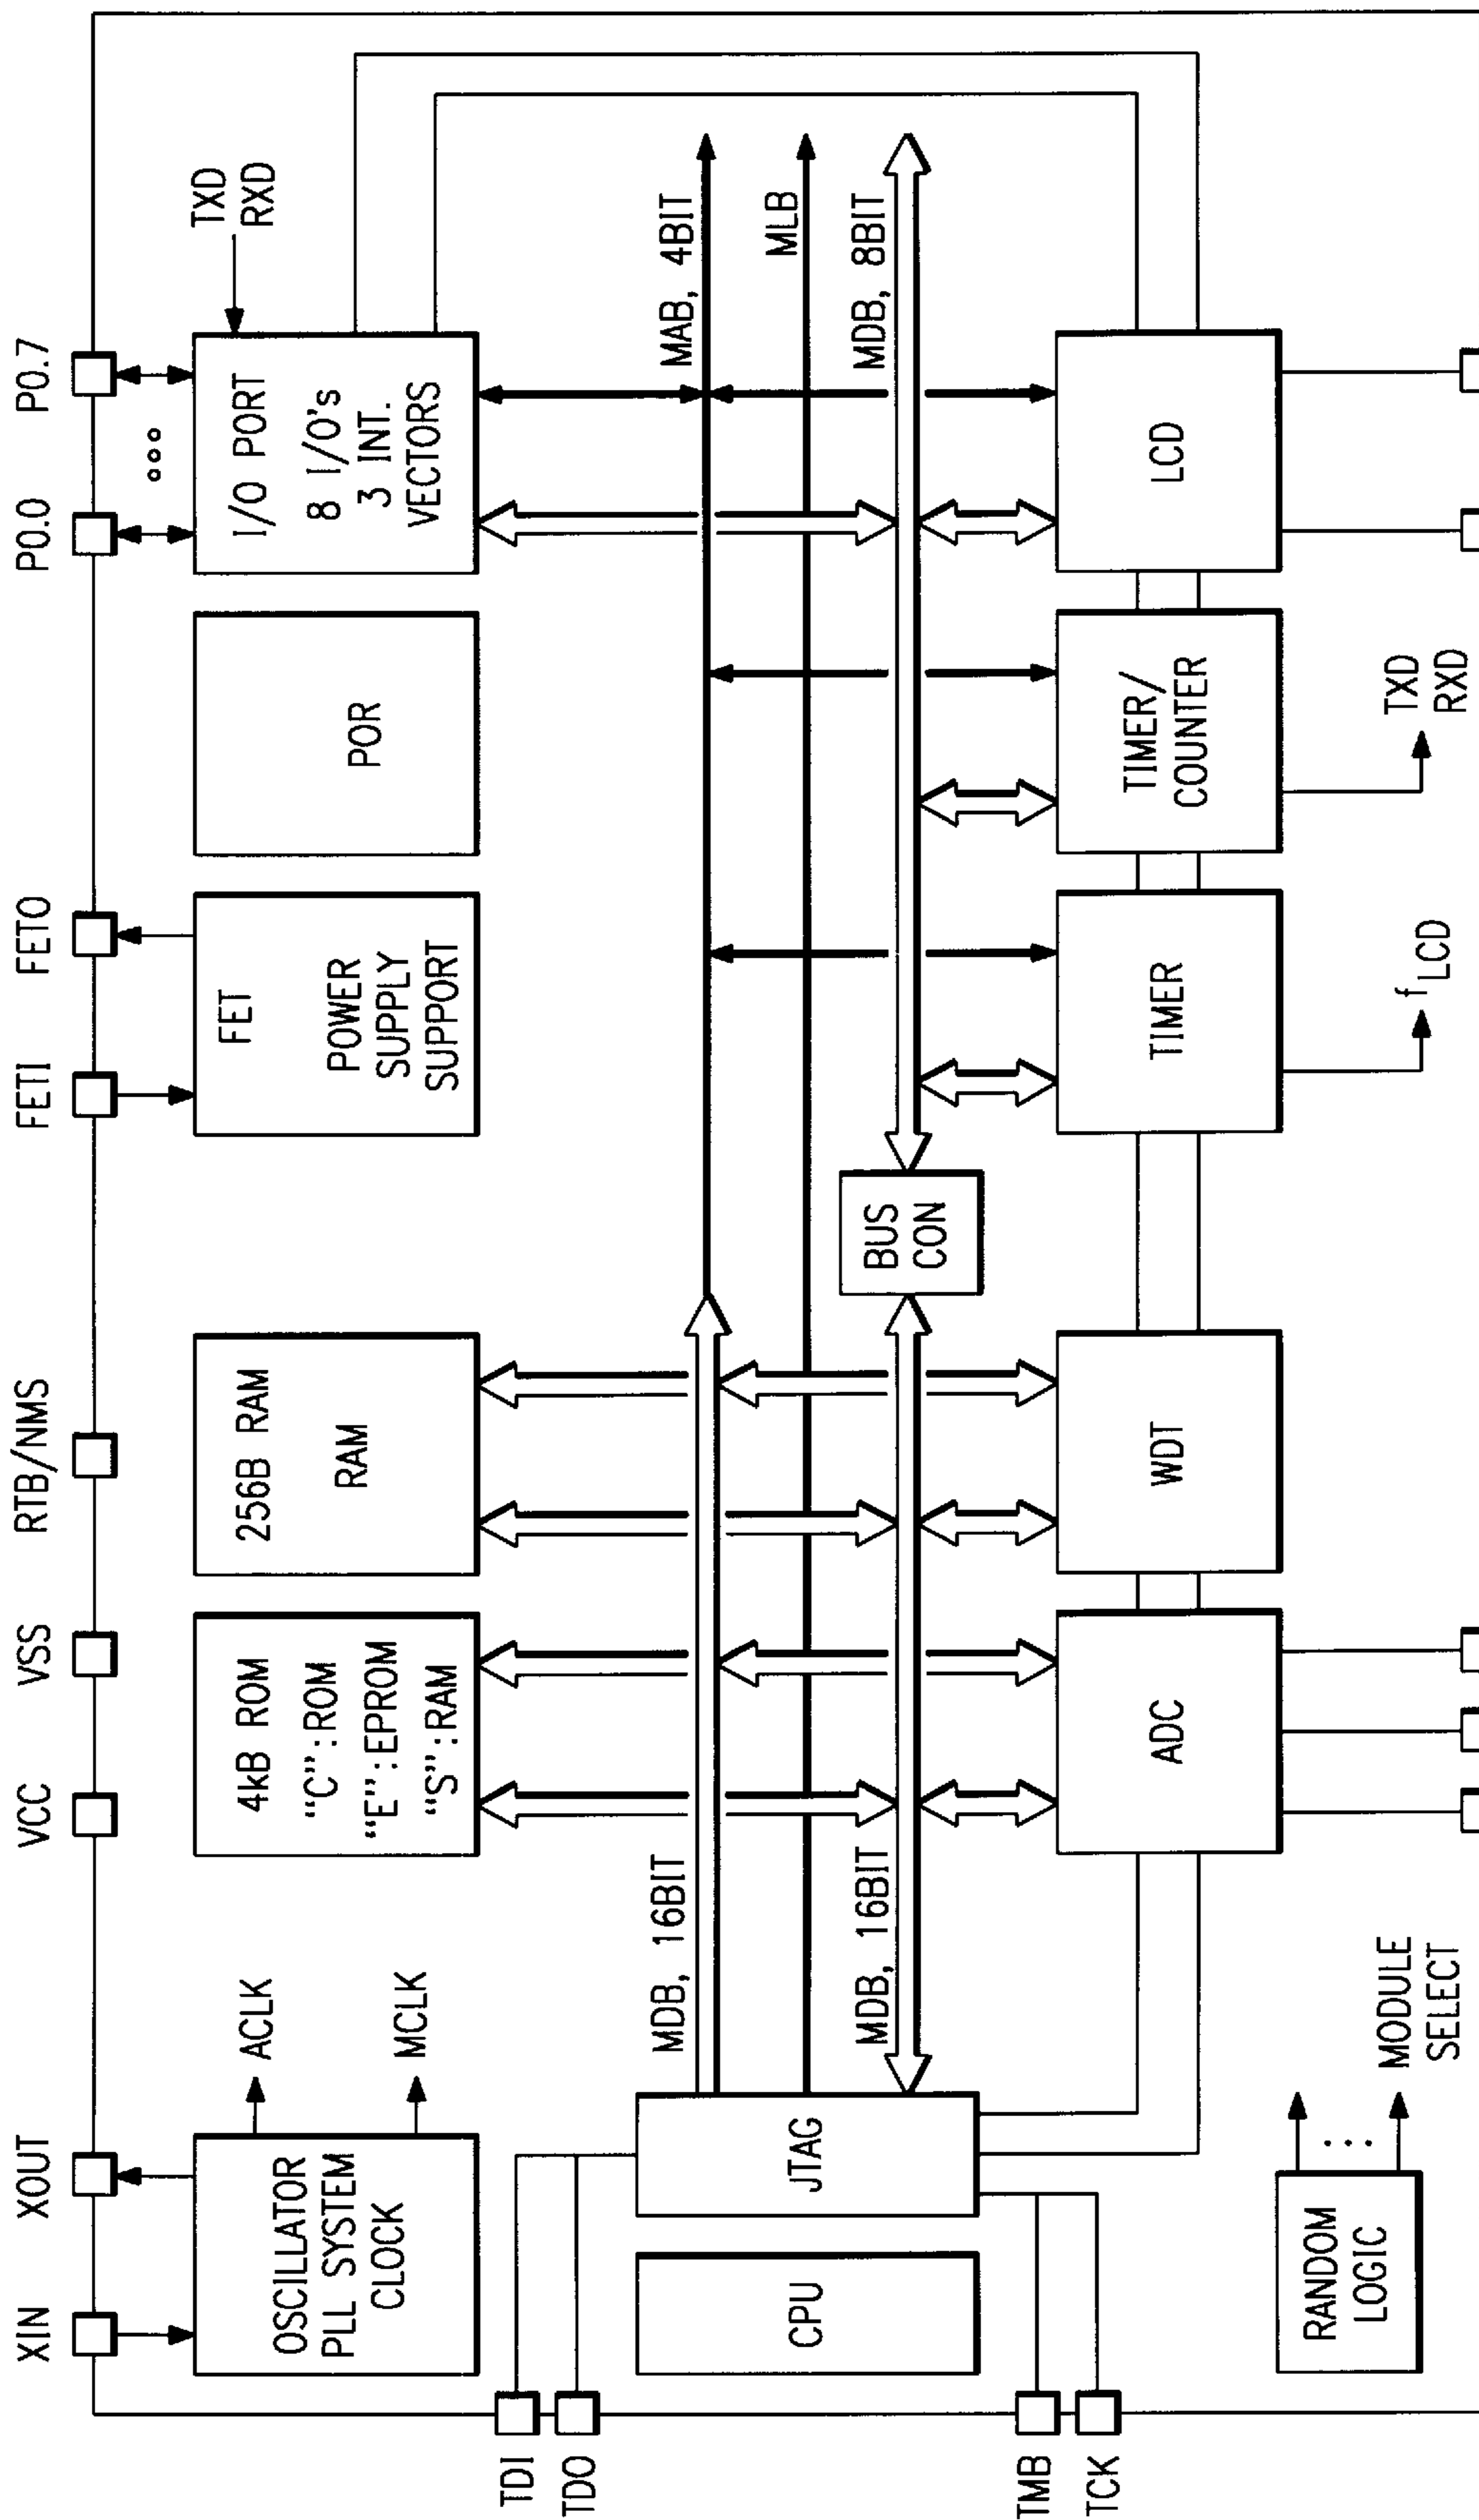 XIN
XOUT
VCC
VSS
RTB/NMS
FETI
FETO
P0.0
P0.7
OSCILLATOR
PLL SYSTEM
CLOCK
ACLK
MCLK
4kB ROM
"C":ROM
"E":EPROM
"S":RAM
256B RAM
RAM
FET
POWER
SUPPLY
SUPPORT
POR
I/O PORT
8 I/O's
3 INT.
VECTORS
TXD
RXD
TDI
TDO
TMB
TCK
CPU
JTAG
MDB, 16BIT
MDB, 16BIT
BUS
CON
MAB, 4BIT
MLB
MDB, 8BIT
ADC
WDT
TIMER
TIMER/
COUNTER
LCD
RANDOM
LOGIC
MODULE
SELECT
f LCD
TXD
RXD